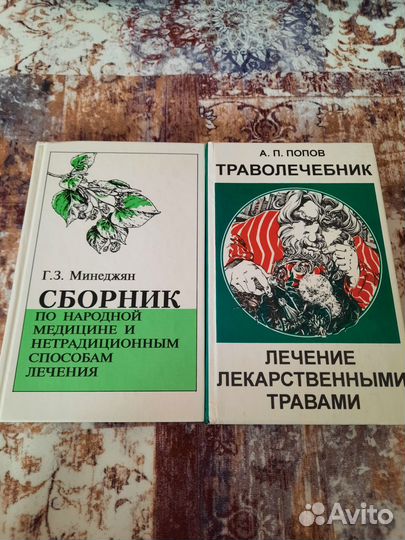 Г.З. Минеджян
СБОРНИК
ПО НАРОДНОЙ
МЕДИЦИНЕ И
НЕТРАДИЦИОННЫМ
СПОСОБАМ
ЛЕЧЕНИЯ
А. П. ПОПОВ
ТРАВОЛЕЧЕБНИК
ЛЕЧЕНИЕ
ЛЕКАРСТВЕННЫМИ
ТРАВАМИ
Avito